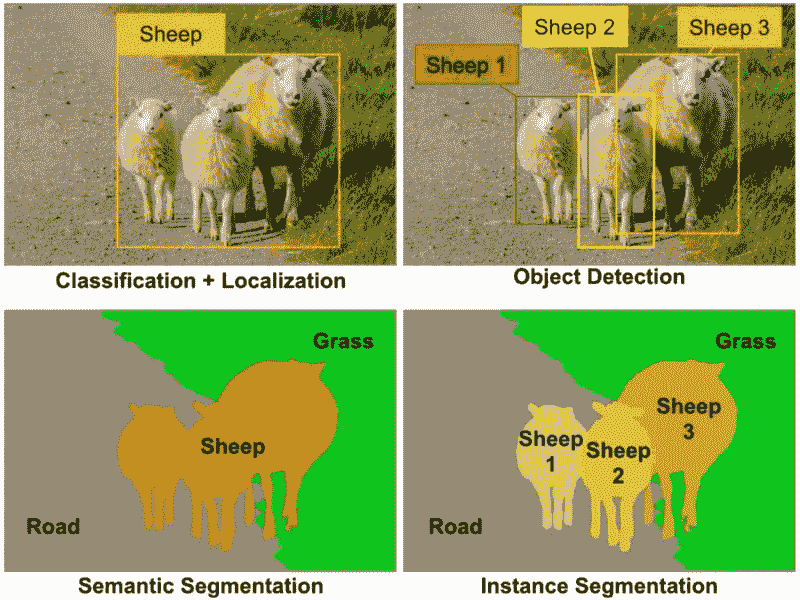 Sheep
Sheep 1
Sheep 2
Sheep 3
Classification + Localization
Object Detection
Grass
Sheep
Road
Grass
Sheep
1
Sheep
2
Sheep
3
Road
Semantic Segmentation
Instance Segmentation